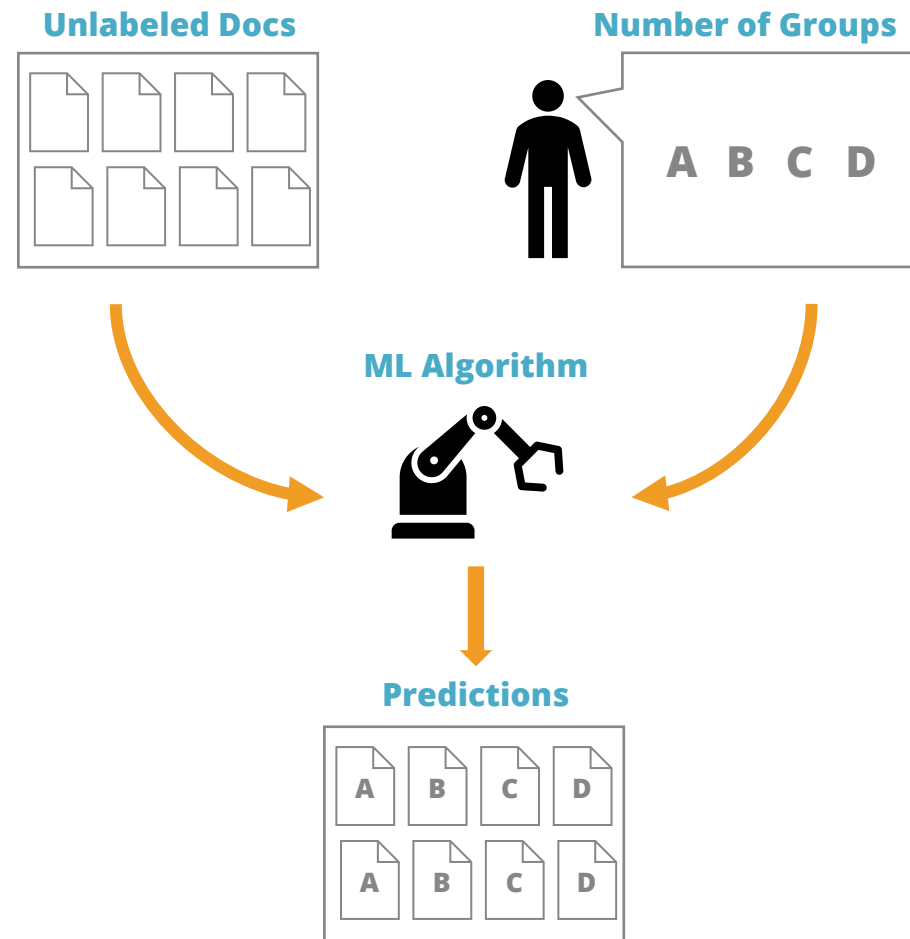 Unlabeled Docs
Number of Groups
A B C D
ML Algorithm
Predictions
A B C D
A B C D